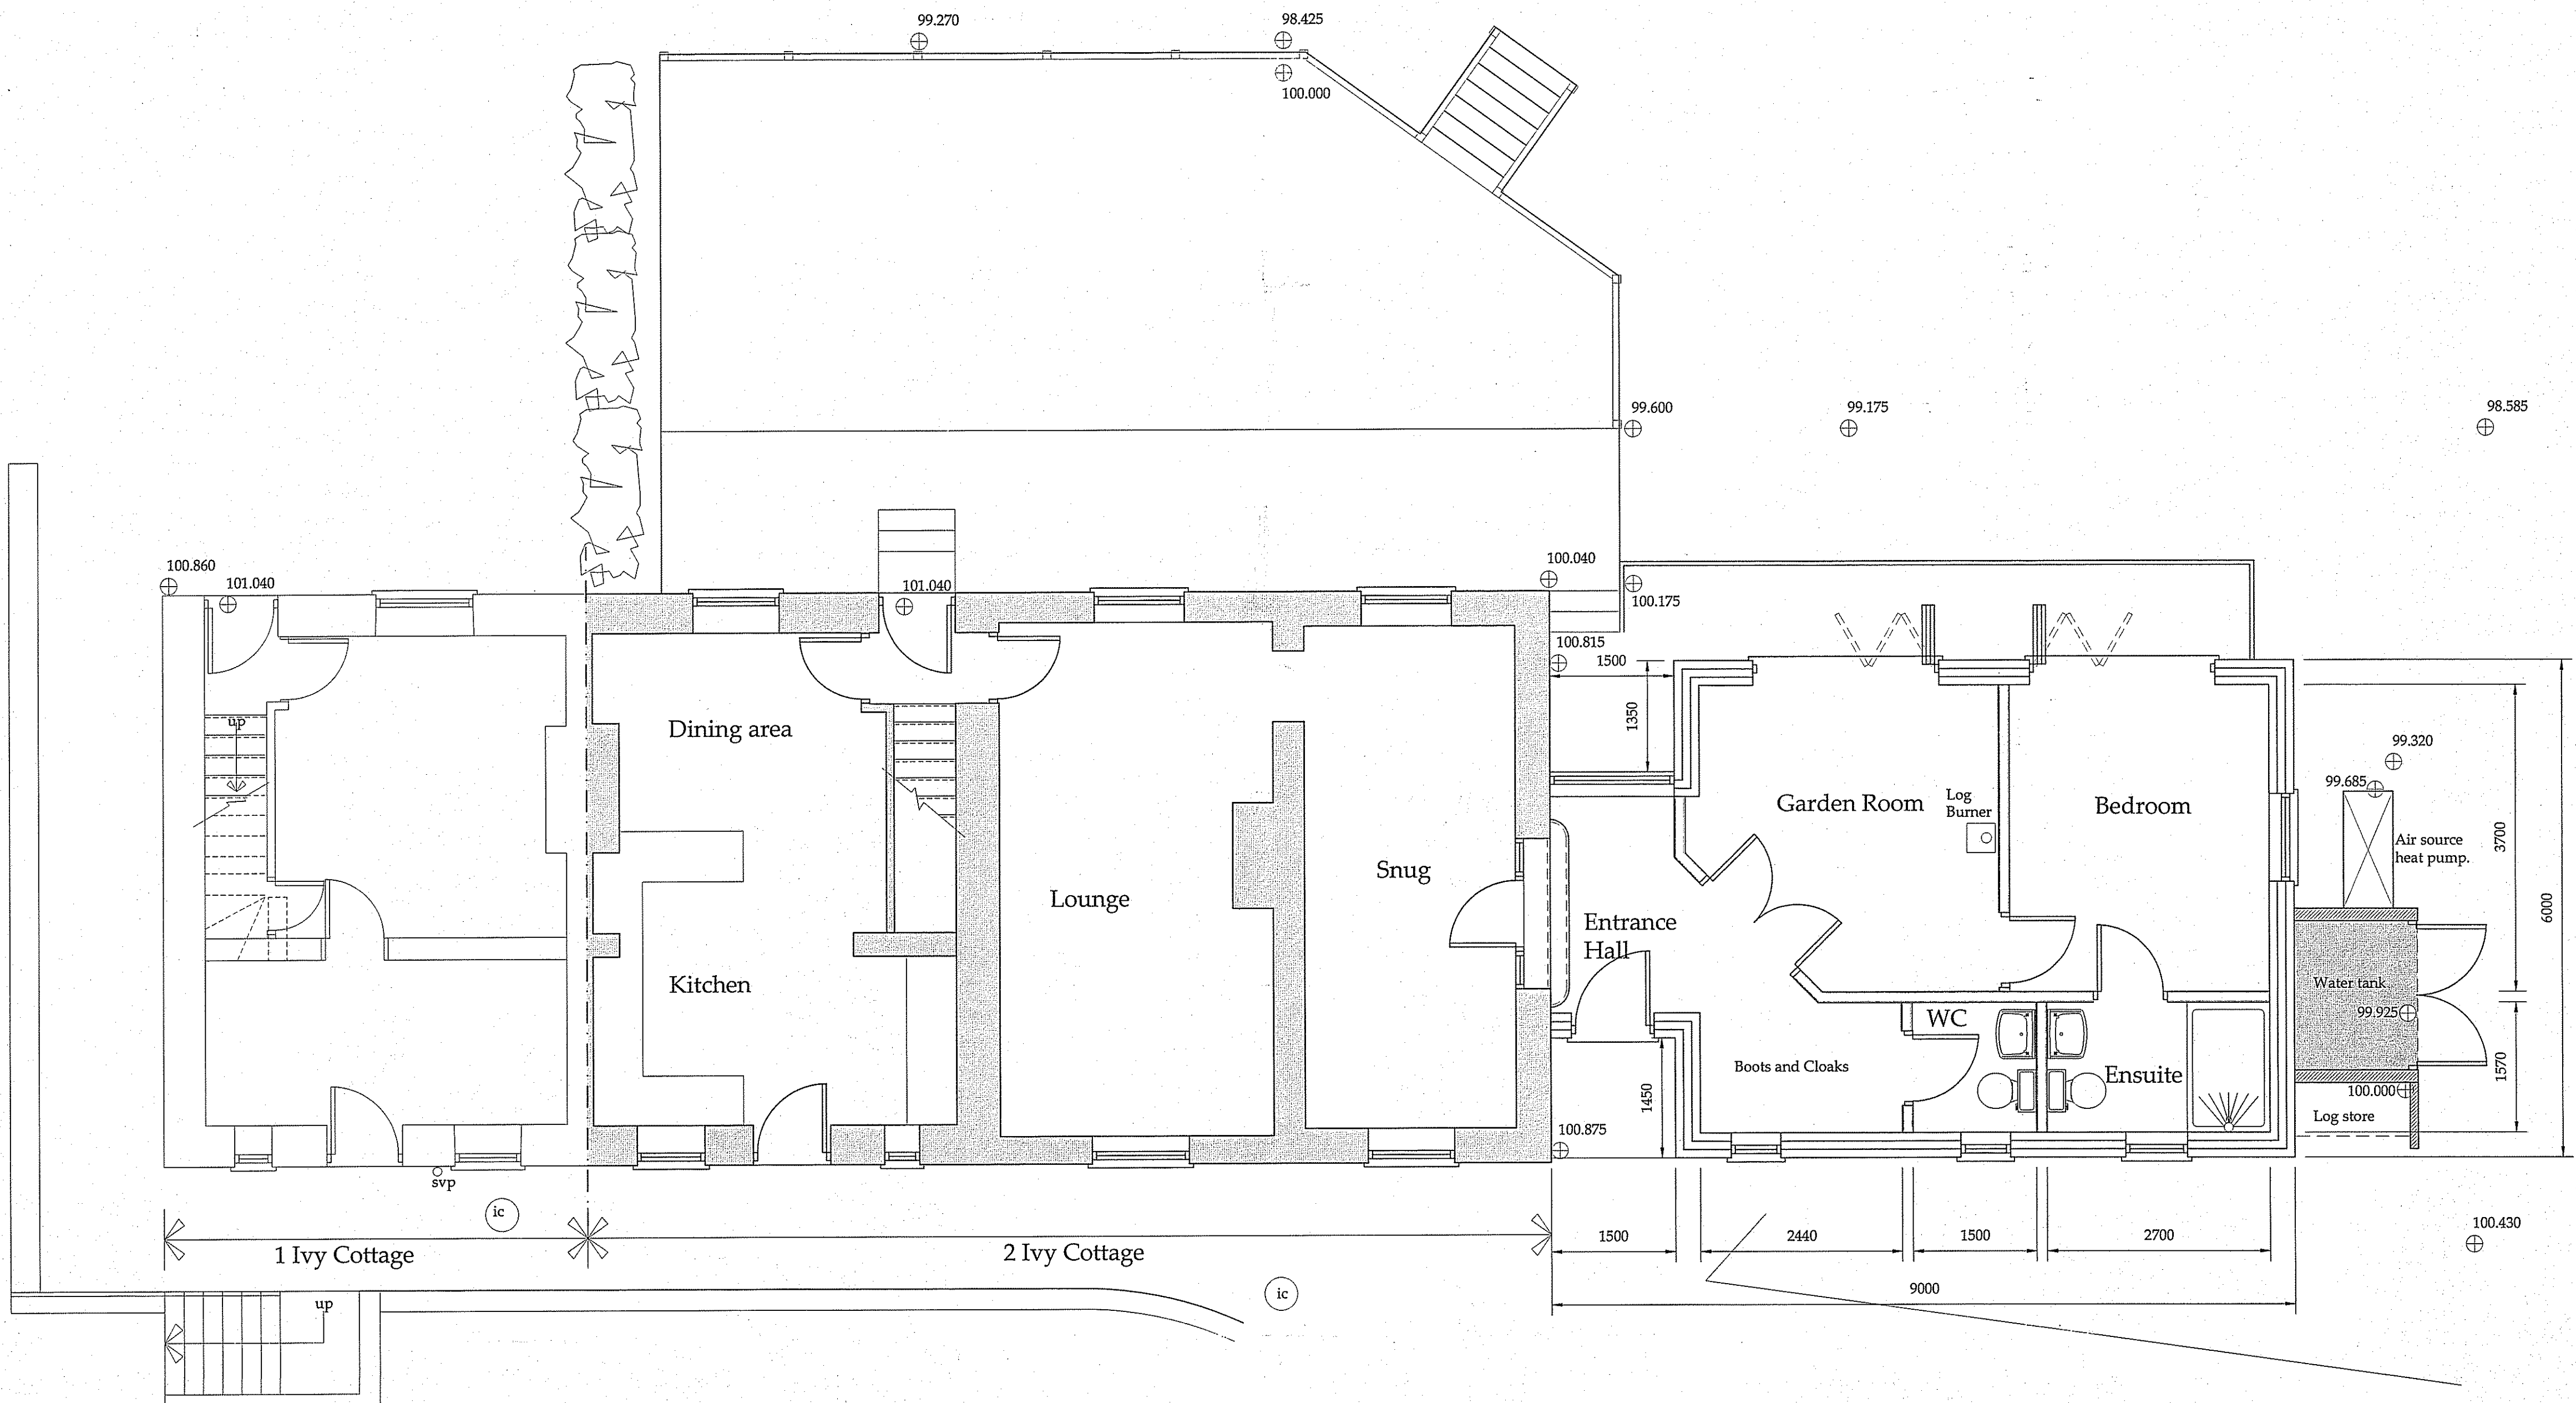 99.270
98.425
100.000
99.600
99.175
98.585
100.860
101.040
101.040
100.040
100.175
100.815
1500
1350
up
Dining area
Garden Room
Log
Burner
Bedroom
99.320
99.685
Air source
heat pump.
3700
6000
Lounge
Snug
Entrance
Hall
Kitchen
Water tank
99.925
WC
Boots and Cloaks
Ensuite
1570
100.000
Log store
1450
100.875
svp
ic
1 Ivy Cottage
2 Ivy Cottage
1500
2440
1500
2700
100.430
9000
ic
up